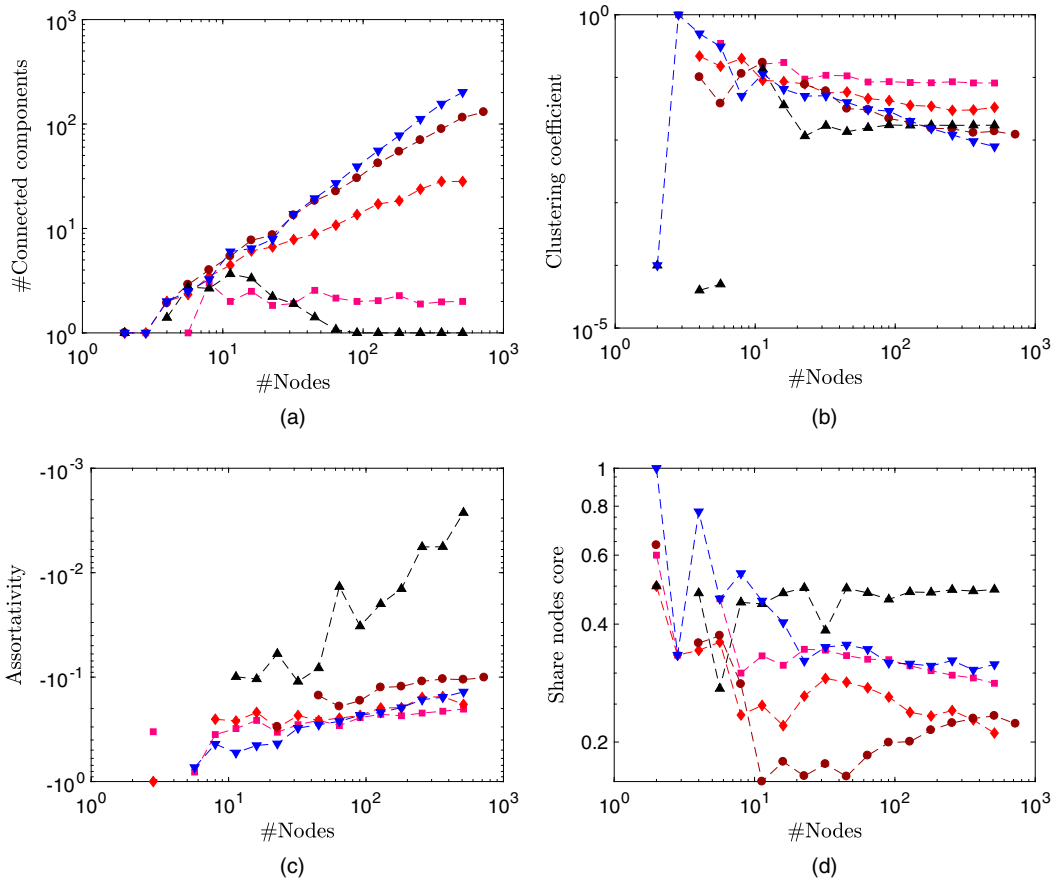 10^3
10^2
10^1
10^0
#Connected components
10^0
10^1
10^2
10^3
#Nodes
(a)
10^0
10^-5
Clustering coefficient
10^0
10^1
10^2
10^3
#Nodes
(b)
-10^-3
-10^-2
-10^-1
-10^0
Assortativity
10^0
10^1
10^2
10^3
#Nodes
(c)
1
0.8
0.6
0.4
0.2
Share nodes core
10^0
10^1
10^2
10^3
#Nodes
(d)